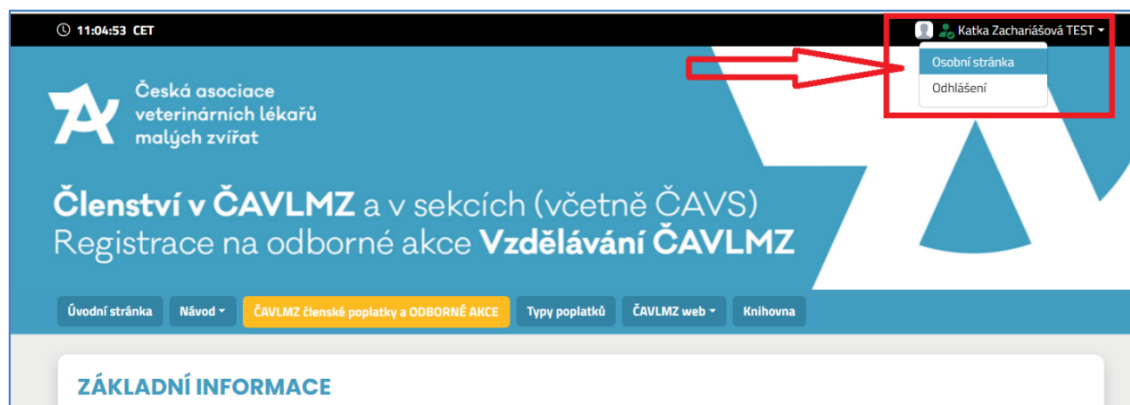 11:04:53 CET
Katka Zachariášová TEST
Osobní stránka
Odhlášení
Česká asociace
veterinárních lékařů
malých zvířat
Členství v ČAVLMZ a v sekcích (včetně ČAVS)
Registrace na odborné akce Vzdělávání ČAVLMZ
Úvodní stránka Návod ČAVLMZ členské poplatky a ODBORNÉ AKCE Typy poplatků ČAVLMZ web Knihovna
ZÁKLADNÍ INFORMACE